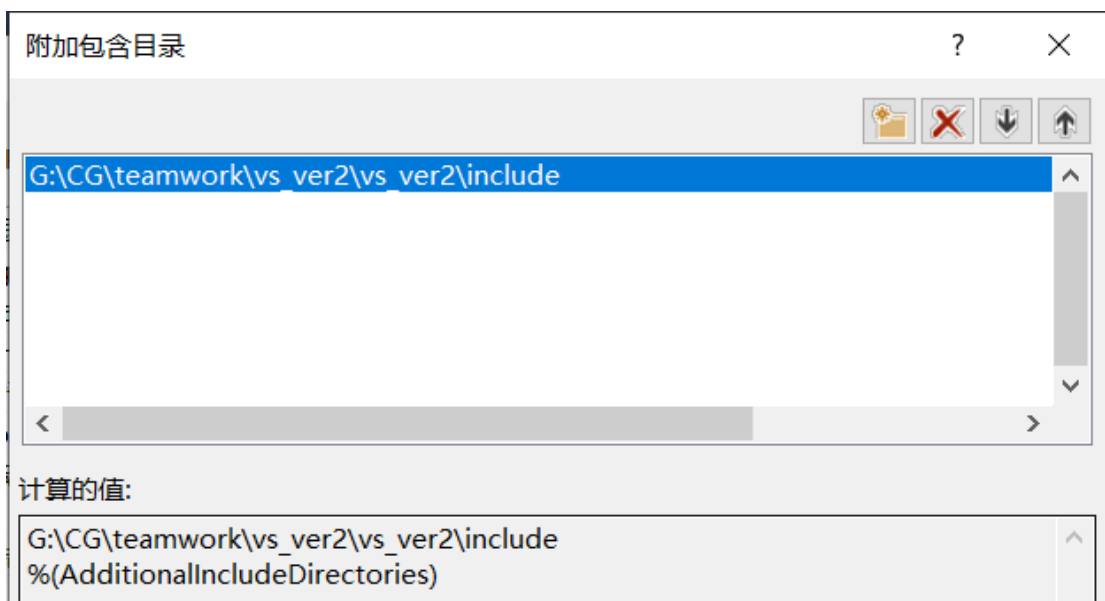 附加包含目录
?
G:\CG\teamwork\vs_ver2\vs_ver2\include
计算的值:
G:\CG\teamwork\vs_ver2\vs_ver2\include
%(AdditionalIncludeDirectories)